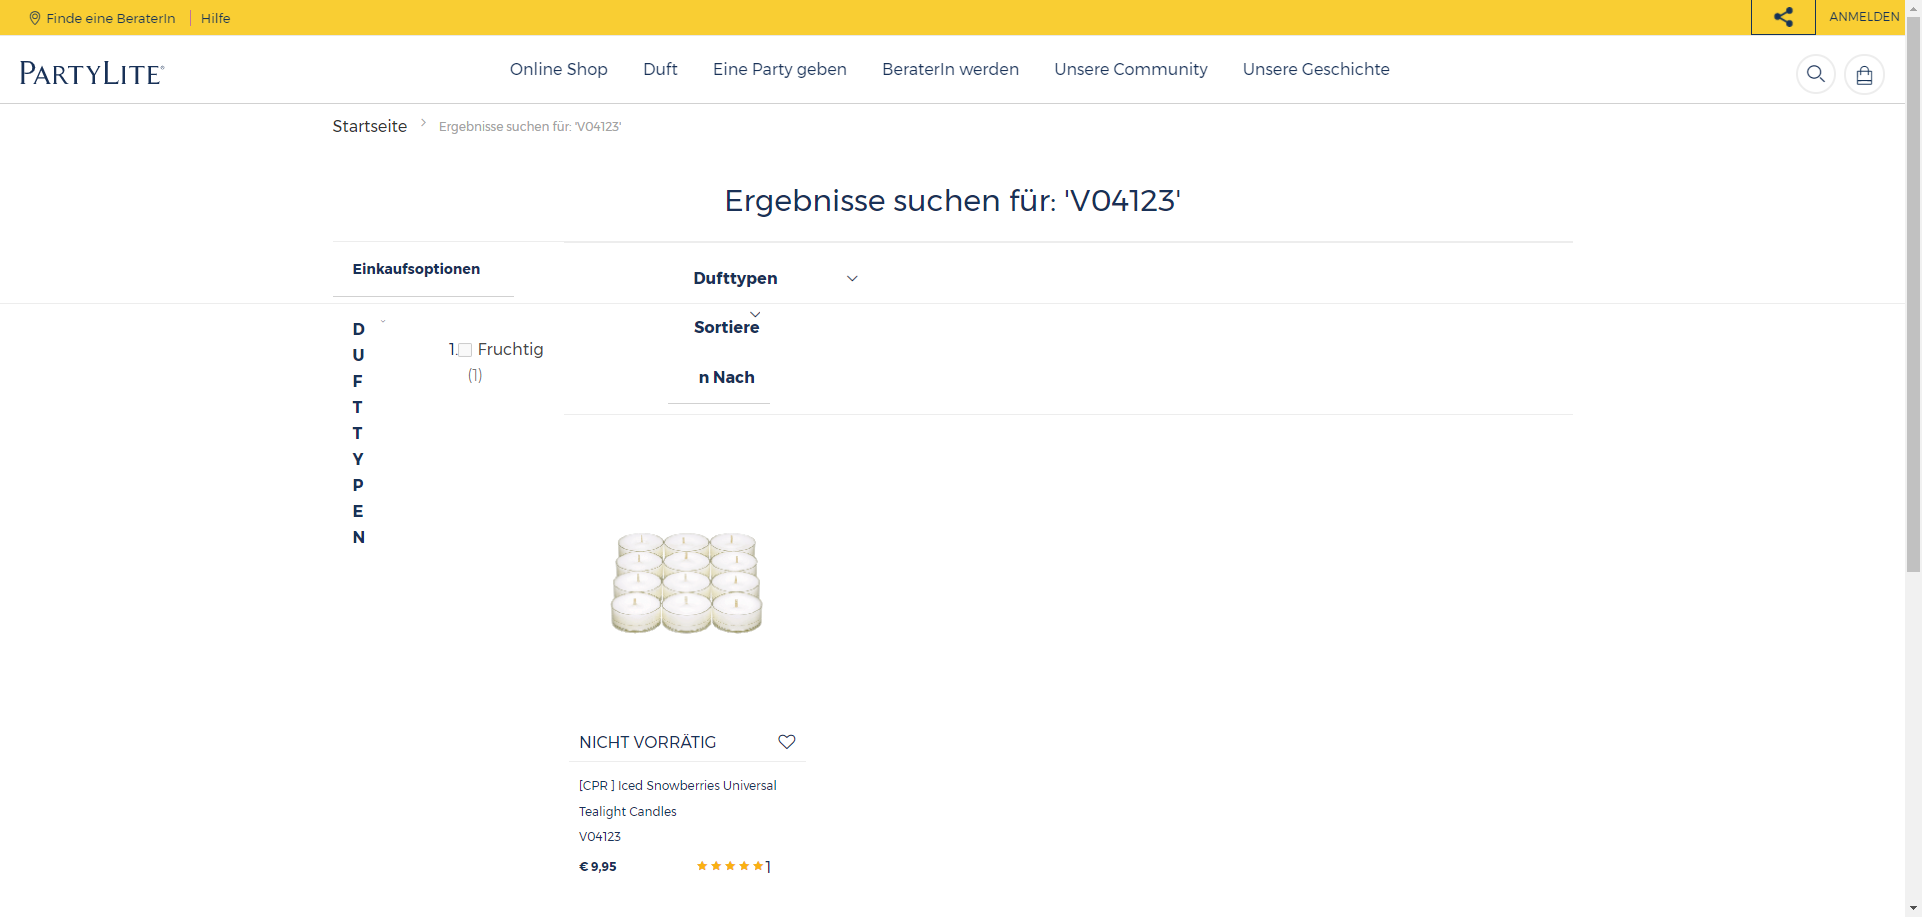 Finde eine BeraterIn
Hilfe
ANMELDEN
PARTYLITE
Online Shop
Duft
Eine Party geben
BeraterIn werden
Unsere Community
Unsere Geschichte
Startseite
Ergebnisse suchen für: 'V04123'
Ergebnisse suchen für: 'V04123'
Einkaufsoptionen
D
U
F
T
T
Y
P
E
N
1. Fruchtig
(1)
Dufttypen
Sortiere
n Nach
NICHT VORRÄTIG
[CPR ] Iced Snowberries Universal
Tealight Candles
V04123
€ 9,95
1